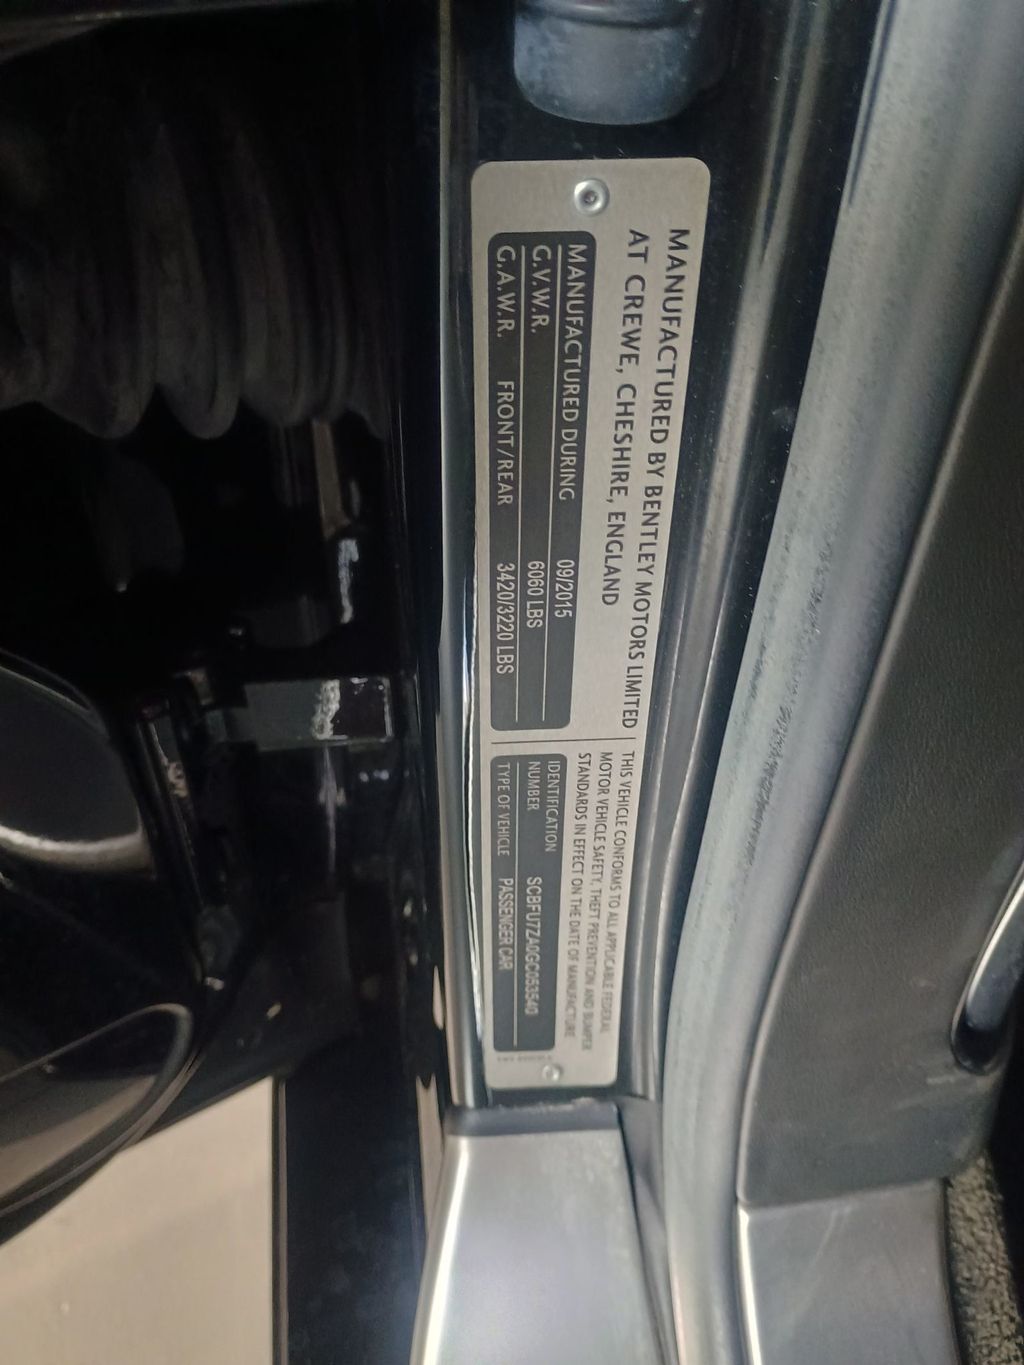 MANUFACTURED BY BENTLEY MOTORS LIMITED
AT CREWE, CHESHIRE, ENGLAND
MANUFACTURED DURING 09/2015
G.V.W.R. 6060 LBS
G.A.W.R. FRONT/REAR 3420/3220 LBS
THIS VEHICLE CONFORMS TO ALL APPLICABLE FEDERAL
MOTOR VEHICLE SAFETY, THEFT PREVENTION AND BUMPER
STANDARDS IN EFFECT ON THE DATE OF MANUFACTURE
IDENTIFICATION
NUMBER SCBFU7ZA0GC053540
TYPE OF VEHICLE PASSENGER CAR